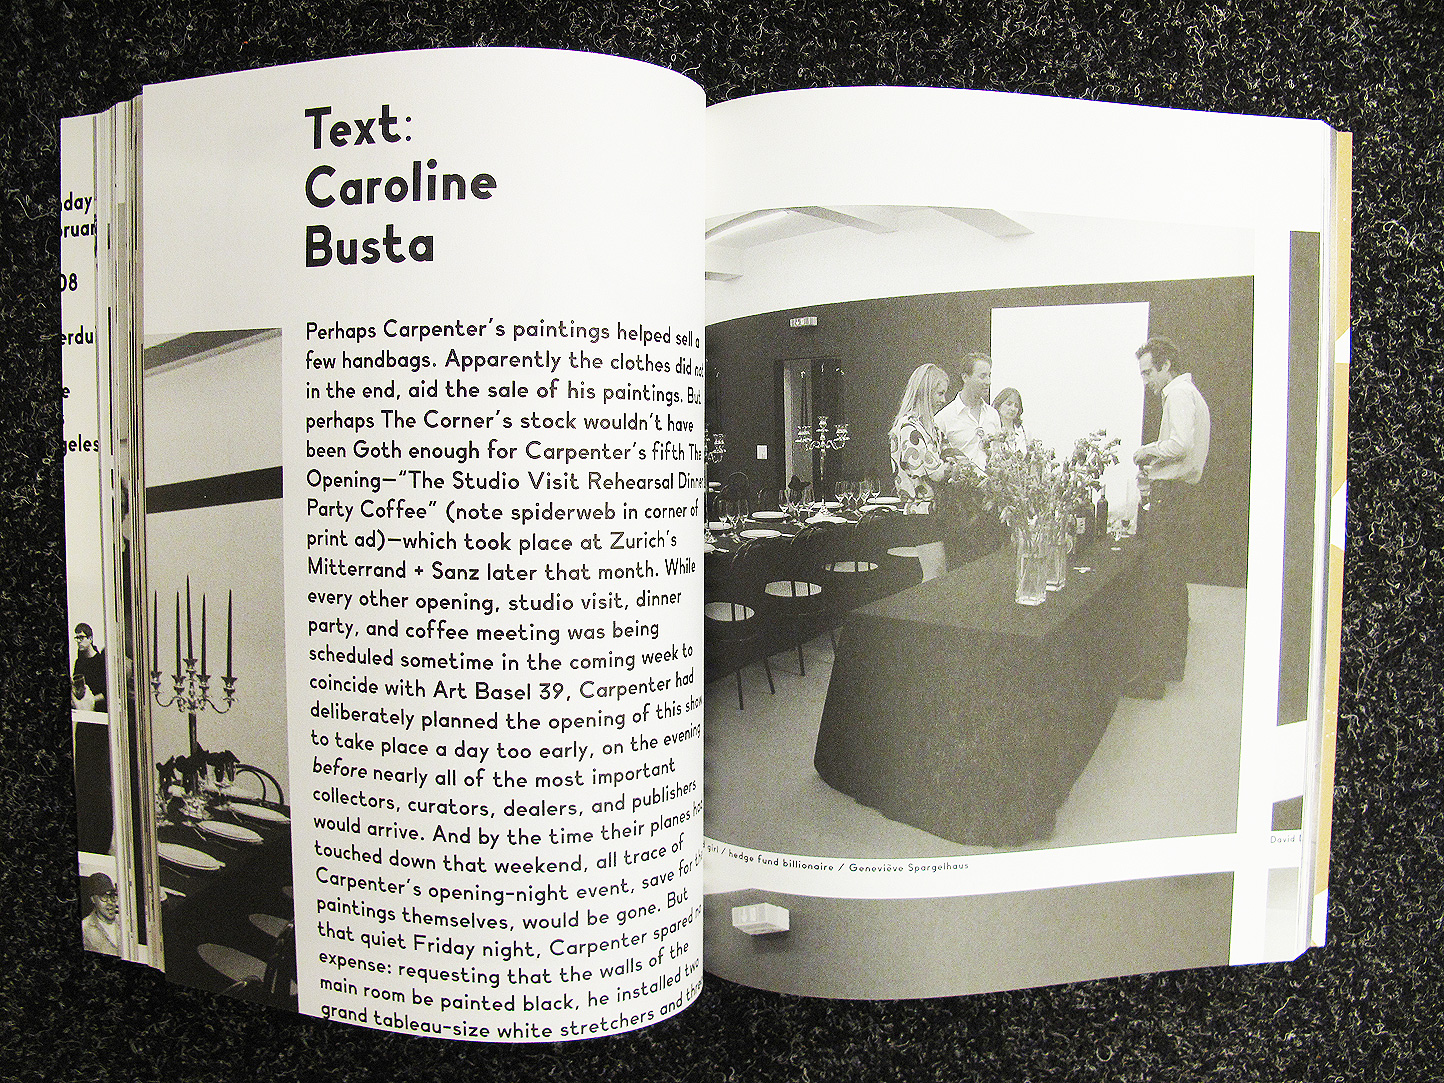 08
Text:
Caroline
Busta
Perhaps Carpenter's paintings helped sell a
few handbags. Apparently the clothes did not
in the end, aid the sale of his paintings. But
perhaps The Corner's stock wouldn't have
been Goth enough for Carpenter's fifth The
Opening—“The Studio Visit Rehearsal Dinner
Party Coffee” (note spiderweb in corner of
print ad)—which took place at Zurich's
Mitterrand + Sanz later that month. While
every other opening, studio visit, dinner
party, and coffee meeting was being
scheduled sometime in the coming week to
coincide with Art Basel 39, Carpenter had
deliberately planned the opening of this show
to take place a day too early, on the evening
before nearly all of the most important
collectors, curators, dealers, and publishers
would arrive. And by the time their planes had
touched down that weekend, all trace of
Carpenter's opening-night event, save for the
paintings themselves, would be gone. But
that quiet Friday night, Carpenter spared no
expense: requesting that the walls of the
main room be painted black, he installed two
grand tableau-size white stretchers and three
girl / hedge fund billionaire / Geneviève Spargelhaus
David